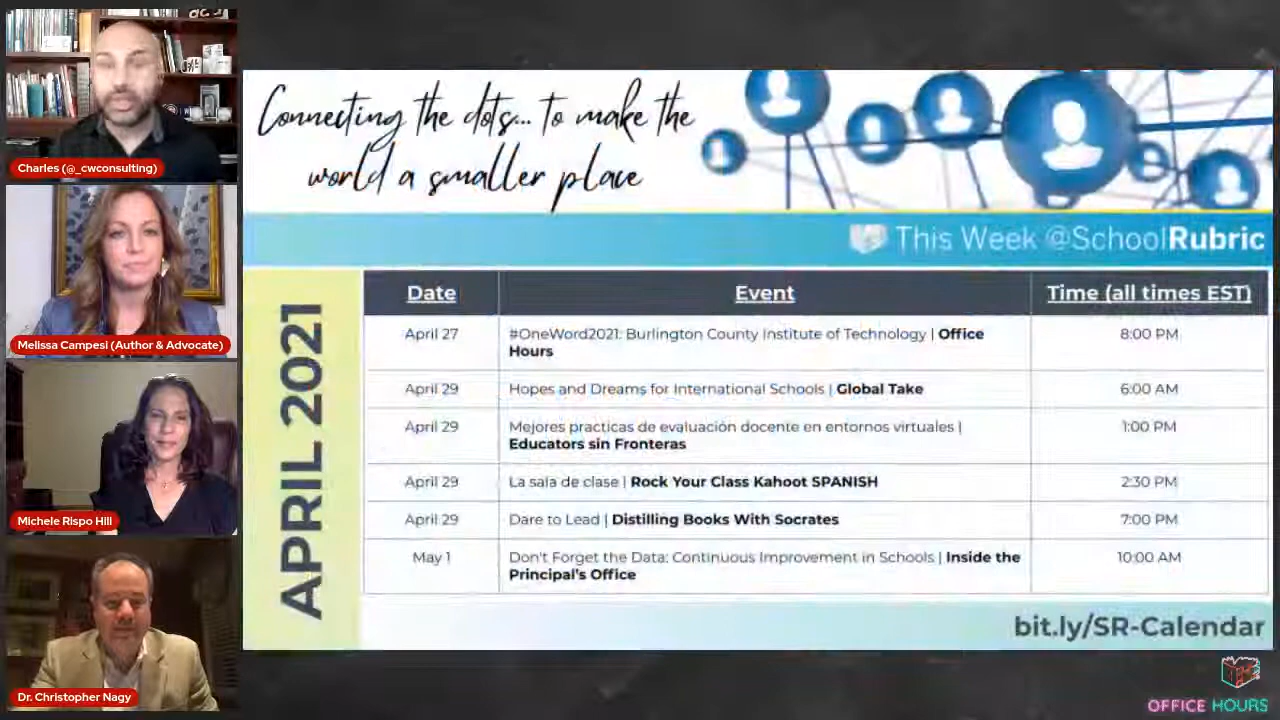 Charles (@_cwconsulting)
Melissa Campesi (Author & Advocate)
Michele Rispo Hill
Dr. Christopher Nagy
Connecting the dots... to make the
world a smaller place
This Week @SchoolRubric
APRIL 2021
Date Event Time (all times EST)
April 27 #OneWord2021: Burlington County Institute of Technology | Office 8:00 PM
Hours
April 29 Hopes and Dreams for International Schools | Global Take 6:00 AM
April 29 Mejores practicas de evaluación docente en entornos virtuales | 1:00 PM
Educators sin Fronteras
April 29 La sala de clase | Rock Your Class Kahoot SPANISH 2:30 PM
April 29 Dare to Lead | Distilling Books With Socrates 7:00 PM
May 1 Don't Forget the Data: Continuous Improvement in Schools | Inside the 10:00 AM
Principal's Office
bit.ly/SR-Calendar
OFFICE HOURS